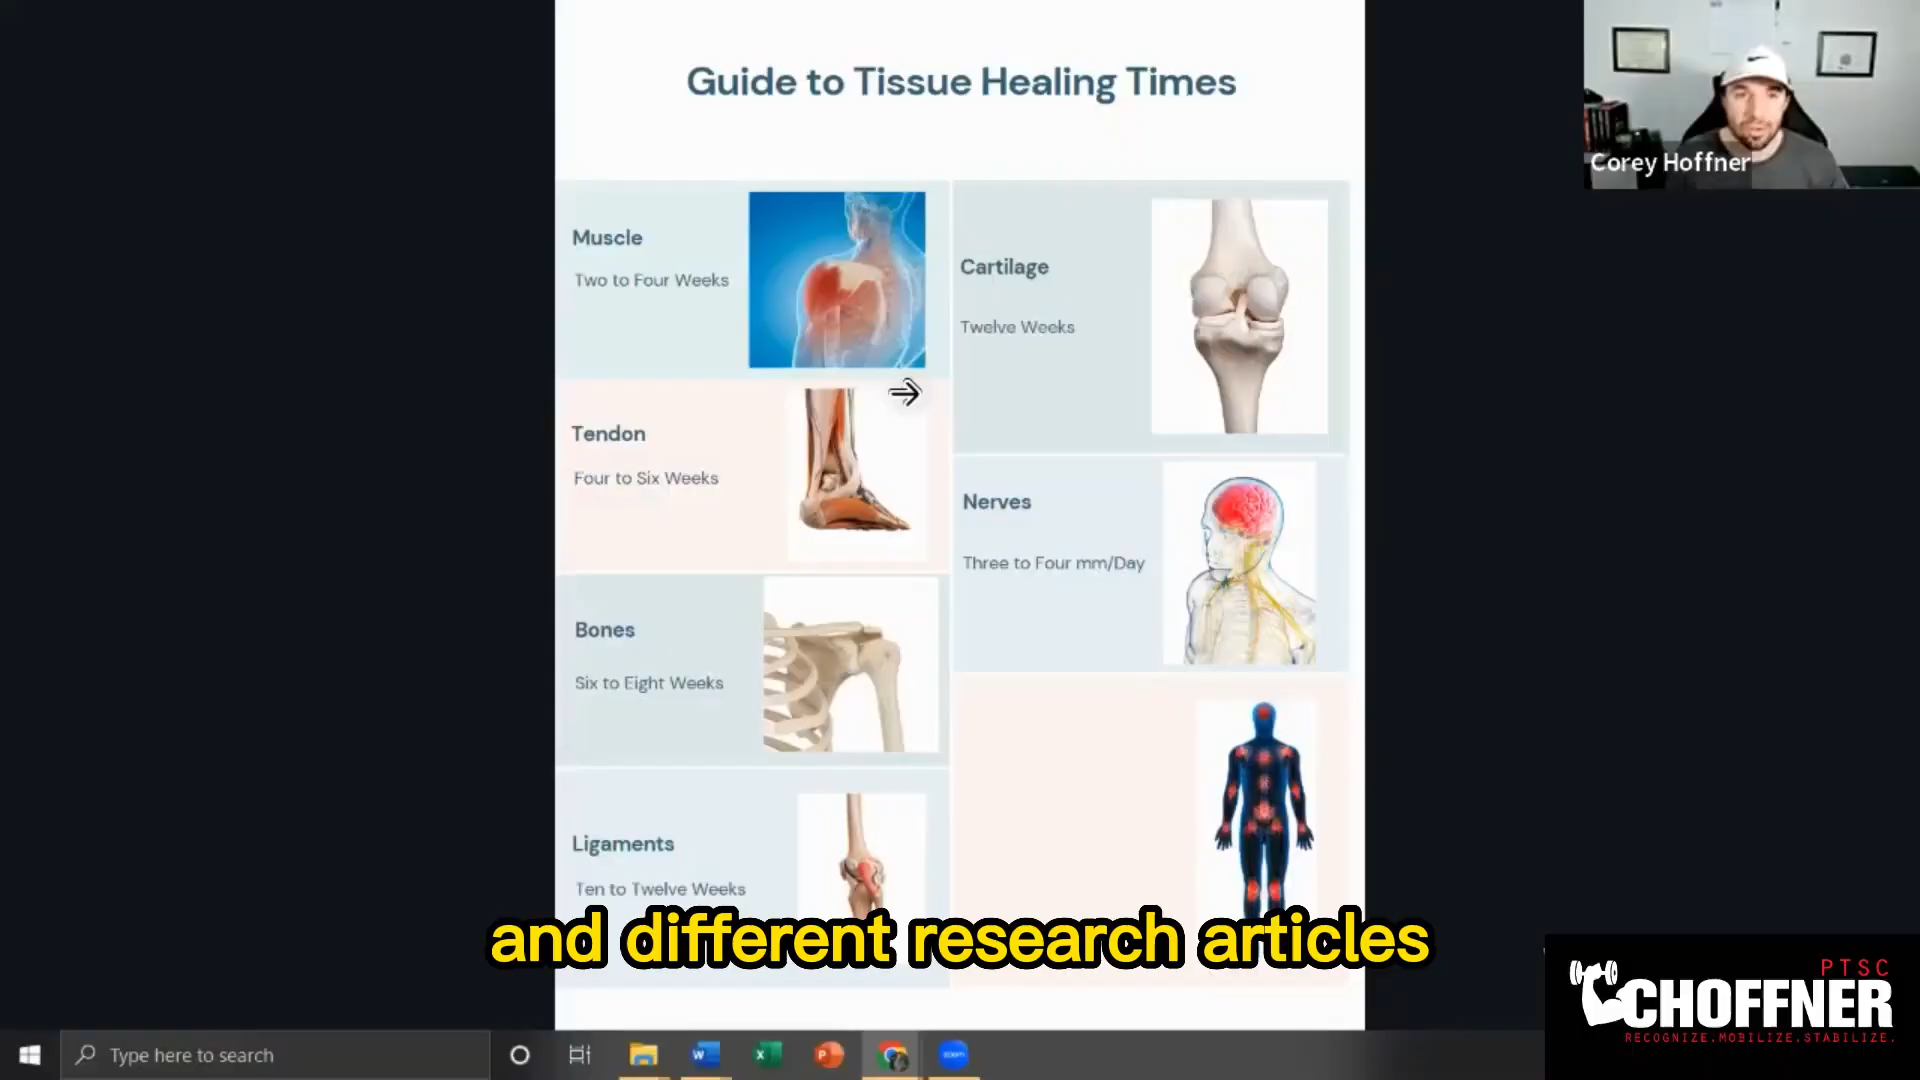 Guide to Tissue Healing Times
Corey Hoffner
Muscle
Two to Four Weeks
Cartilage
Twelve Weeks
Tendon
Four to Six Weeks
Nerves
Three to Four mm/Day
Bones
Six to Eight Weeks
Ligaments
Ten to Twelve Weeks
and different research articles
PTSC
CHOFFNER
RECOGNIZE.MOBILIZE.STABILIZE.
Type here to search
zoom